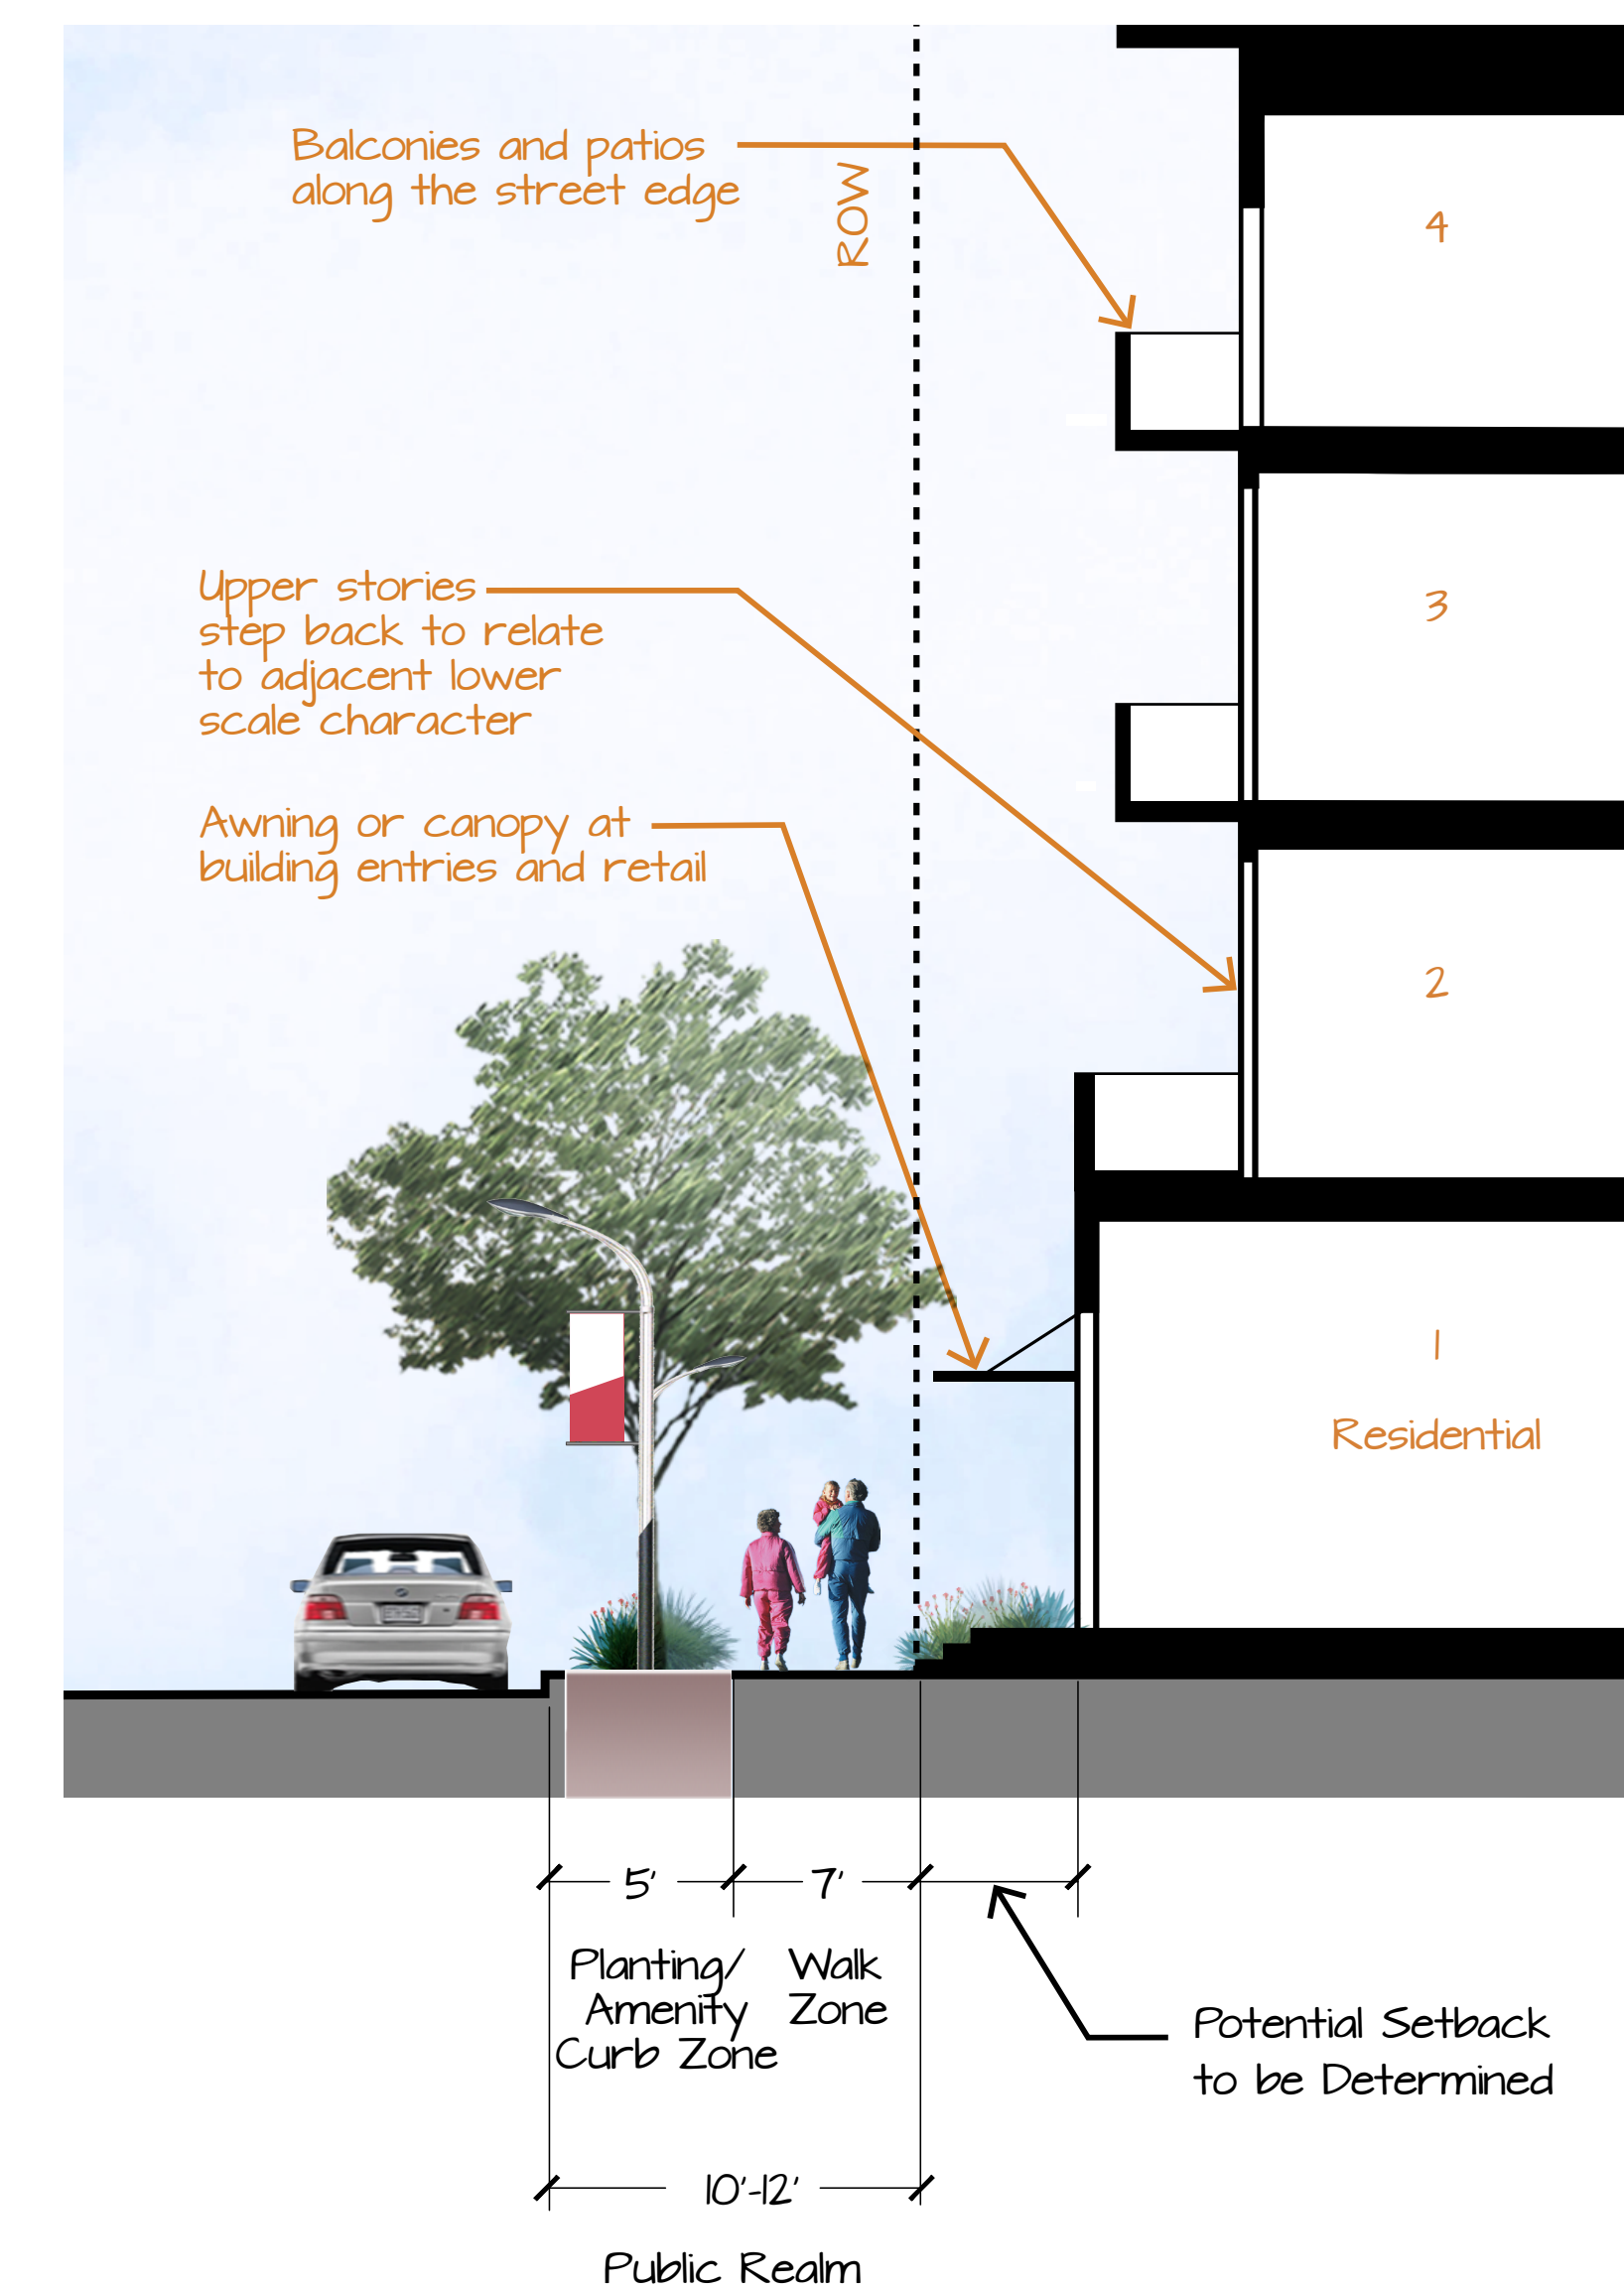 Balconies and patios
along the street edge
ROW
4
Upper stories
step back to relate
to adjacent lower
scale character
3
Awning or canopy at
building entries and retail
2
1
Residential
5'
7'
Planting/
Amenity
Curb Zone
Walk
Zone
Potential Setback
to be Determined
10'-12'
Public Realm